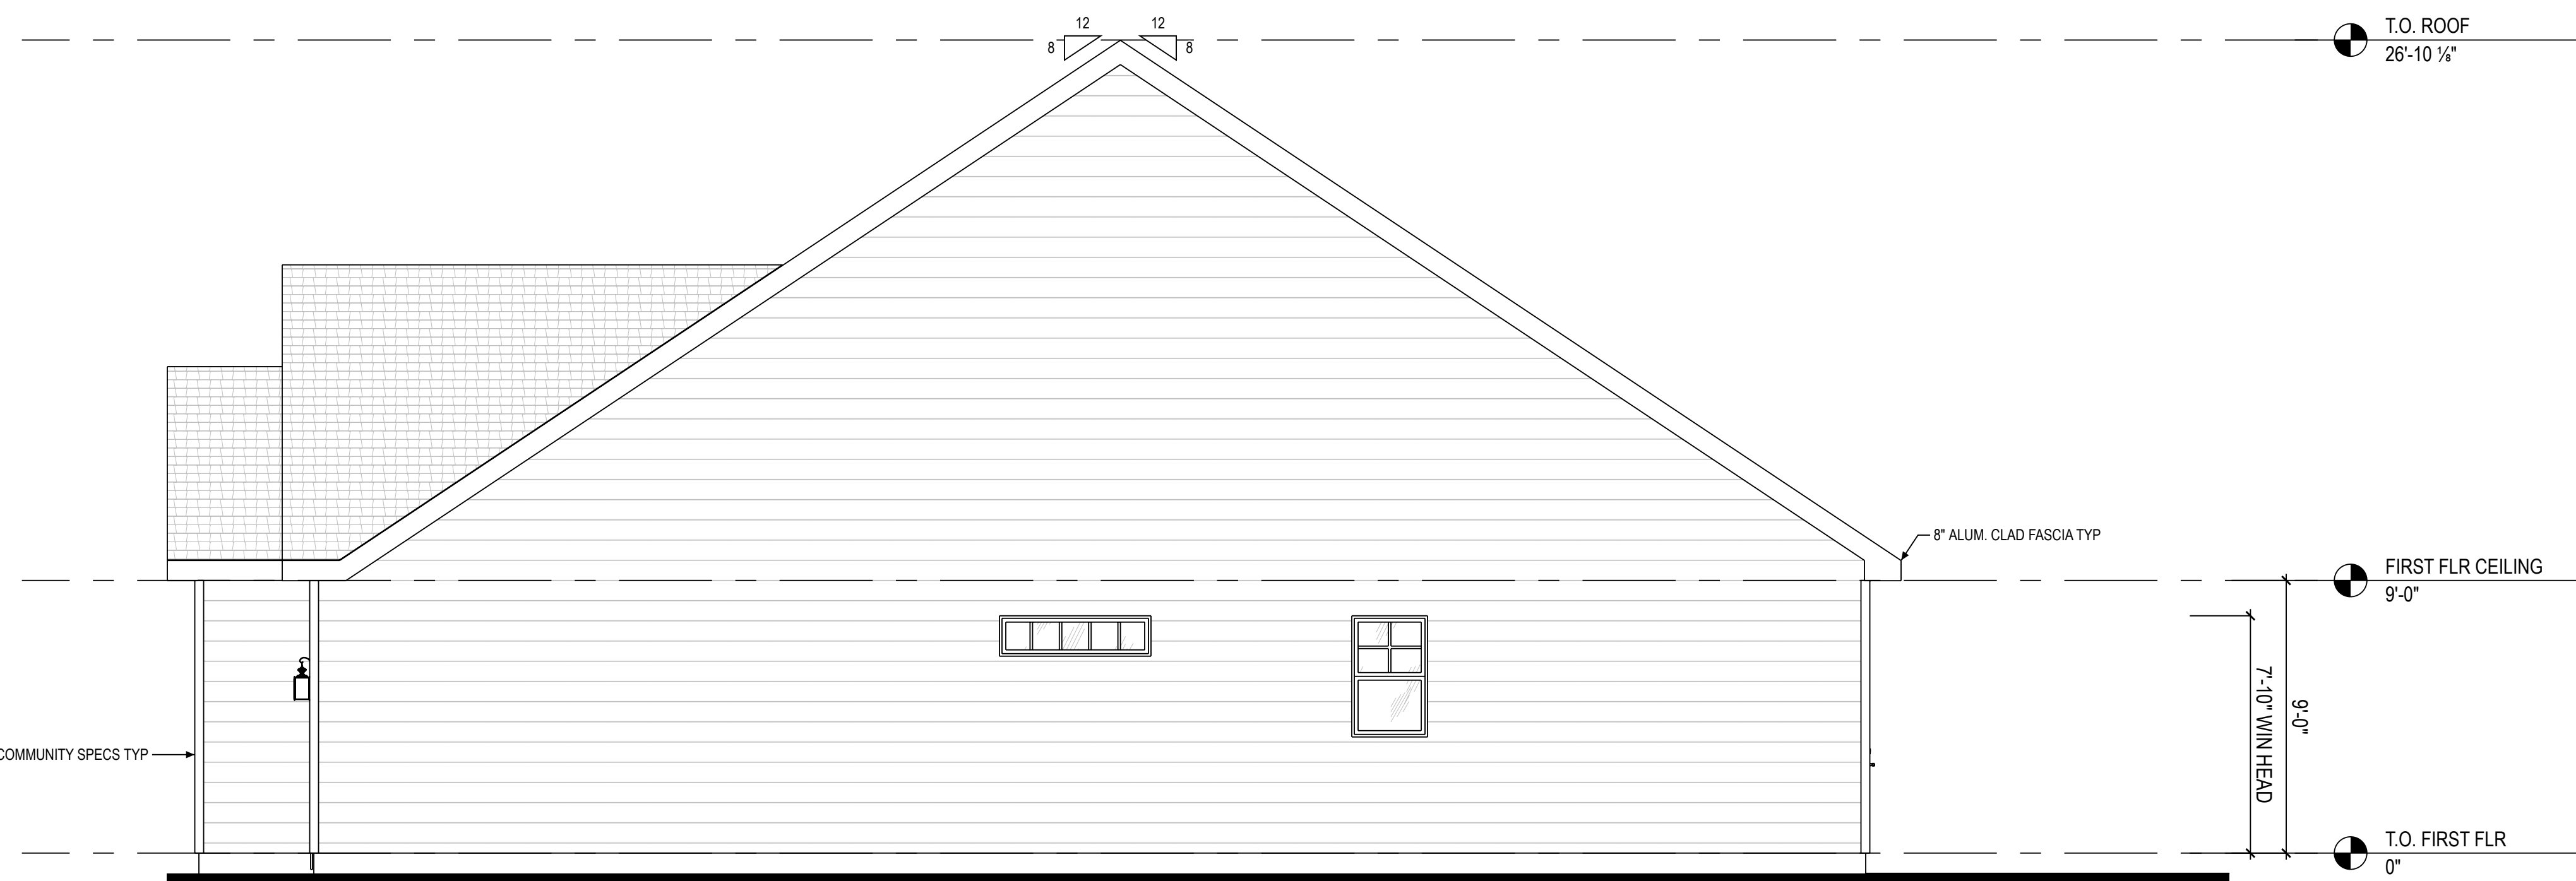 12 12
8 8
T.O. ROOF
26'-10 ⅛"
8" ALUM. CLAD FASCIA TYP
FIRST FLR CEILING
9'-0"
COMMUNITY SPECS TYP
7'-10" WIN HEAD
9'-0"
T.O. FIRST FLR
0"